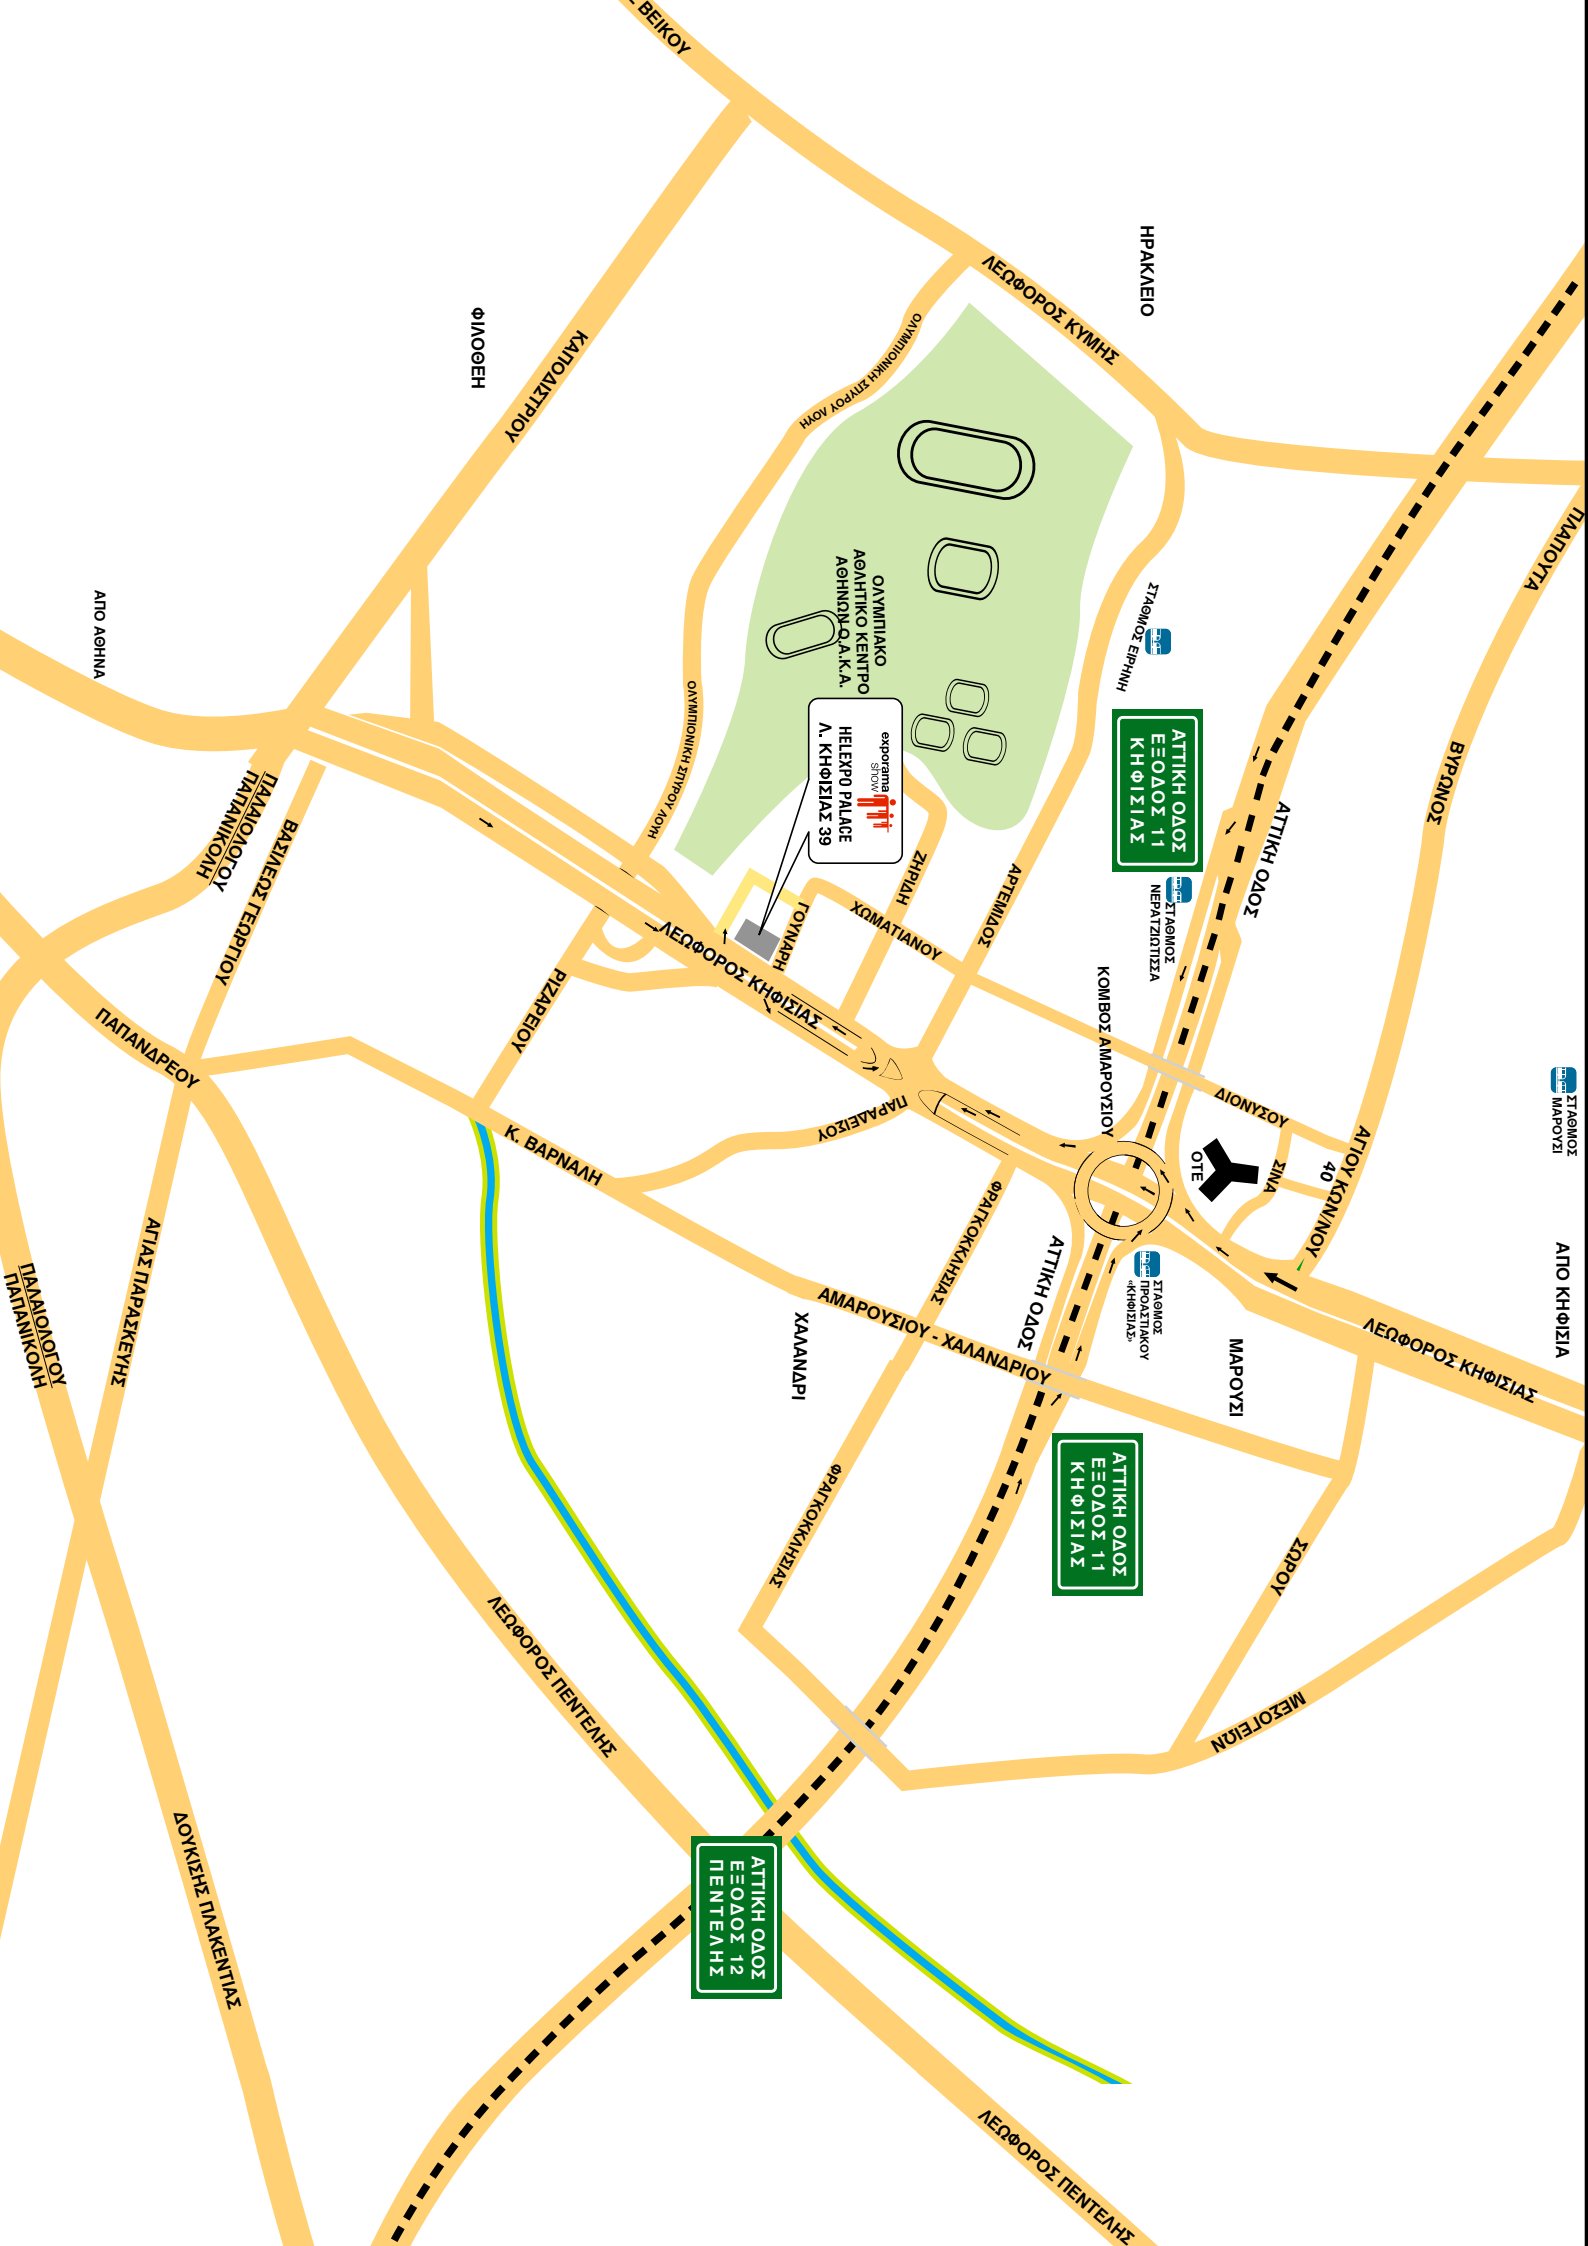 ΒΕΪΚΟΥ
ΗΡΑΚΛΕΙΟ
ΛΕΩΦΟΡΟΣ ΚΥΜΗΣ
ΦΙΛΟΘΕΗ
ΚΑΠΟΔΙΣΤΡΙΟΥ
ΟΛΥΜΠΙΟΝΙΚΗ ΣΠΥΡΟΥ ΛΟΥΗ
ΠΛΑΠΟΥΤΑ
ΣΤΑΘΜΟΣ ΕΙΡΗΝΗ
ΟΛΥΜΠΙΑΚΟ
ΑΘΛΗΤΙΚΟ ΚΕΝΤΡΟ
ΑΘΗΝΩΝ Ο.Α.Κ.Α.
ΑΠΟ ΑΘΗΝΑ
ΟΛΥΜΠΙΟΝΙΚΗ ΣΠΥΡΟΥ ΛΟΥΗ
exporama
show
HELEXPO PALACE
Λ. ΚΗΦΙΣΙΑΣ 39
ΑΤΤΙΚΗ ΟΔΟΣ
ΕΞΟΔΟΣ 11
ΚΗΦΙΣΙΑΣ
ΒΥΡΩΝΟΣ
ΑΤΤΙΚΗ ΟΔΟΣ
ΠΑΛΑΙΟΛΟΓΟΥ
ΠΑΠΑΝΙΚΟΛΗ
ΒΑΣΙΛΕΩΣ ΓΕΩΡΓΙΟΥ
ΖΗΡΙΔΗ
ΑΡΤΕΜΙΔΟΣ
ΣΤΑΘΜΟΣ
ΝΕΡΑΤΖΙΩΤΙΣΣΑ
ΓΟΥΝΑΡΗ
ΧΩΜΑΤΙΑΝΟΥ
ΛΕΩΦΟΡΟΣ ΚΗΦΙΣΙΑΣ
ΡΙΖΑΡΕΙΟΥ
ΚΟΜΒΟΣ ΑΜΑΡΟΥΣΙΟΥ
ΠΑΠΑΝΔΡΕΟΥ
ΣΤΑΘΜΟΣ
ΜΑΡΟΥΣΙ
ΔΙΟΝΥΣΟΥ
ΠΑΡΑΔΕΙΣΟΥ
Κ. ΒΑΡΝΑΛΗ
ΟΤΕ
ΣΙΝΑ
40
ΑΓΙΟΥ ΚΩΝ/ΝΟΥ
ΦΡΑΓΚΟΚΚΛΗΣΙΑΣ
ΑΤΤΙΚΗ ΟΔΟΣ
ΣΤΑΘΜΟΣ
ΠΡΟΑΣΤΙΑΚΟΥ
«ΚΗΦΙΣΙΑΣ»
ΑΠΟ ΚΗΦΙΣΙΑ
ΑΓΙΑΣ ΠΑΡΑΣΚΕΥΗΣ
ΠΑΛΑΙΟΛΟΓΟΥ
ΠΑΠΑΝΙΚΟΛΗ
ΑΜΑΡΟΥΣΙΟΥ - ΧΑΛΑΝΔΡΙΟΥ
ΧΑΛΑΝΔΡΙ
ΜΑΡΟΥΣΙ
ΛΕΩΦΟΡΟΣ ΚΗΦΙΣΙΑΣ
ΑΤΤΙΚΗ ΟΔΟΣ
ΕΞΟΔΟΣ 11
ΚΗΦΙΣΙΑΣ
ΦΡΑΓΚΟΚΚΛΗΣΙΑΣ
ΣΩΡΟΥ
ΛΕΩΦΟΡΟΣ ΠΕΝΤΕΛΗΣ
ΜΕΣΟΓΕΙΩΝ
ΔΟΥΚΙΣΗΣ ΠΛΑΚΕΝΤΙΑΣ
ΑΤΤΙΚΗ ΟΔΟΣ
ΕΞΟΔΟΣ 12
ΠΕΝΤΕΛΗΣ
ΛΕΩΦΟΡΟΣ ΠΕΝΤΕΛΗΣ